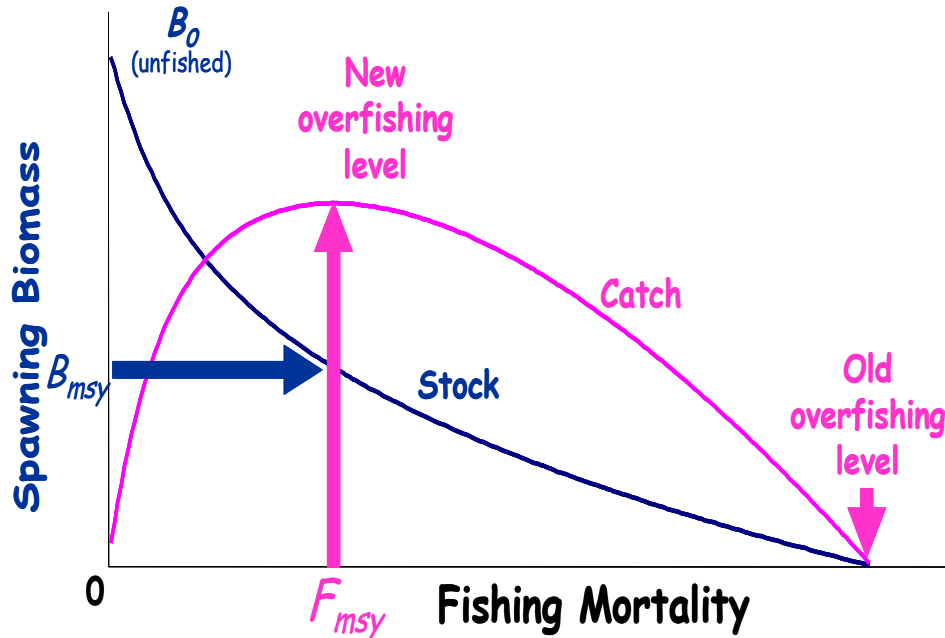 B0
(unfished)
New
overfishing
level
Spawning Biomass
Catch
Bmsy
Stock
Old
overfishing
level
0
Fmsy
Fishing Mortality